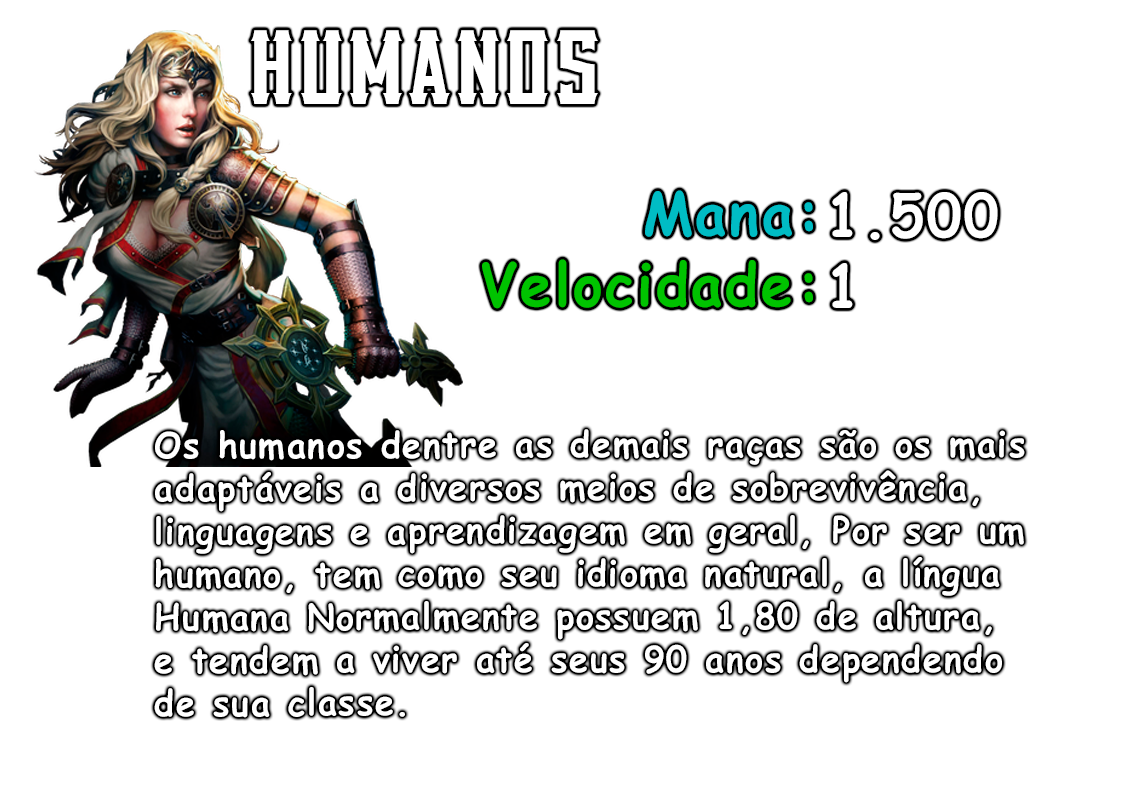 HUMANOS
Mana:1.500
Velocidade:1
Os humanos dentre as demais raças são os mais
adaptáveis a diversos meios de sobrevivência,
linguagens e aprendizagem em geral, Por ser um
humano, tem como seu idioma natural, a língua
Humana Normalmente possuem 1,80 de altura,
e tendem a viver até seus 90 anos dependendo
de sua classe.